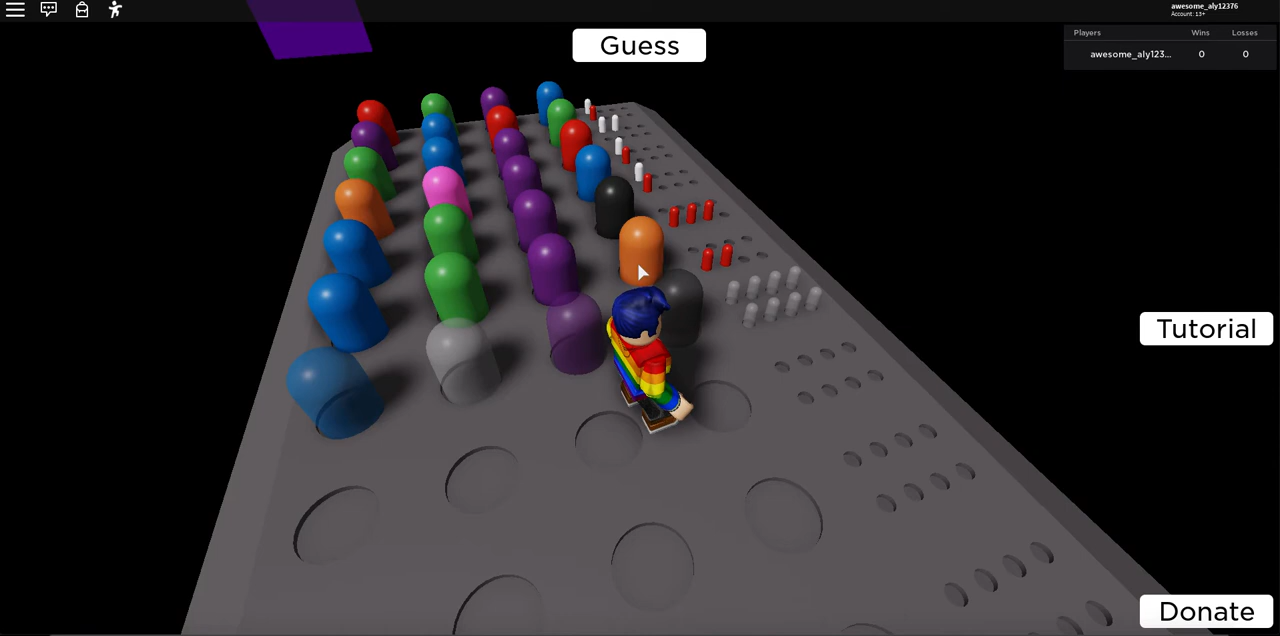 awesome_aly12376
Account: 13+
Guess
Players Wins Losses
awesome_aly123... 0 0
Tutorial
Donate